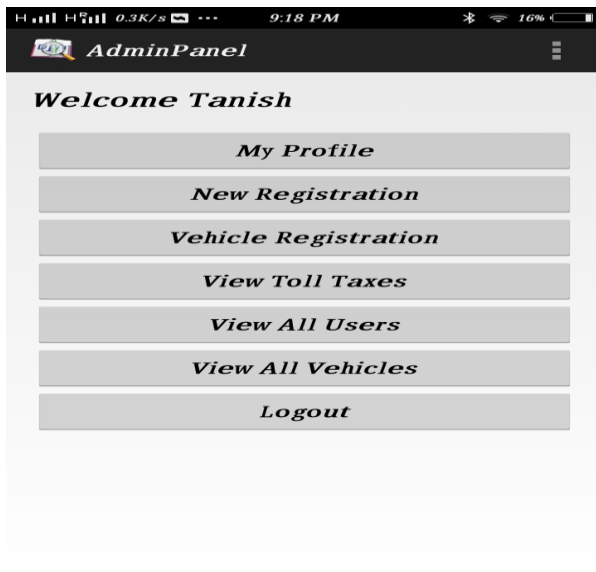 H H R 0.3K/s ... 9:18 PM 16%
AdminPanel
Welcome Tanish
My Profile
New Registration
Vehicle Registration
View Toll Taxes
View All Users
View All Vehicles
Logout